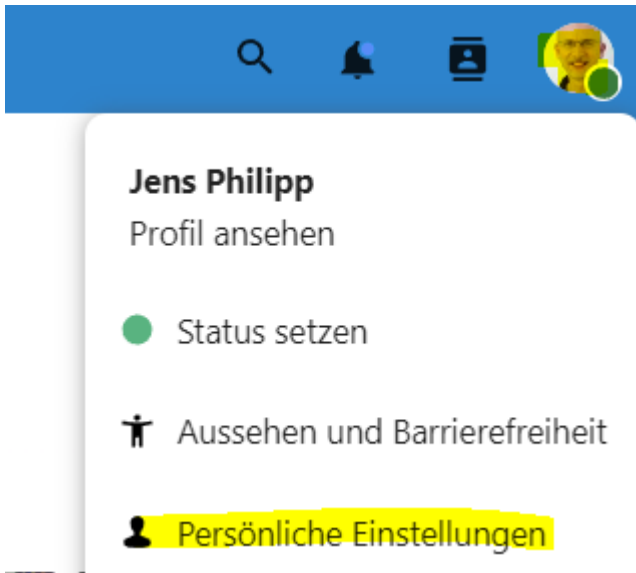 Jens Philipp
Profil ansehen
Status setzen
Aussehen und Barrierefreiheit
Persönliche Einstellungen